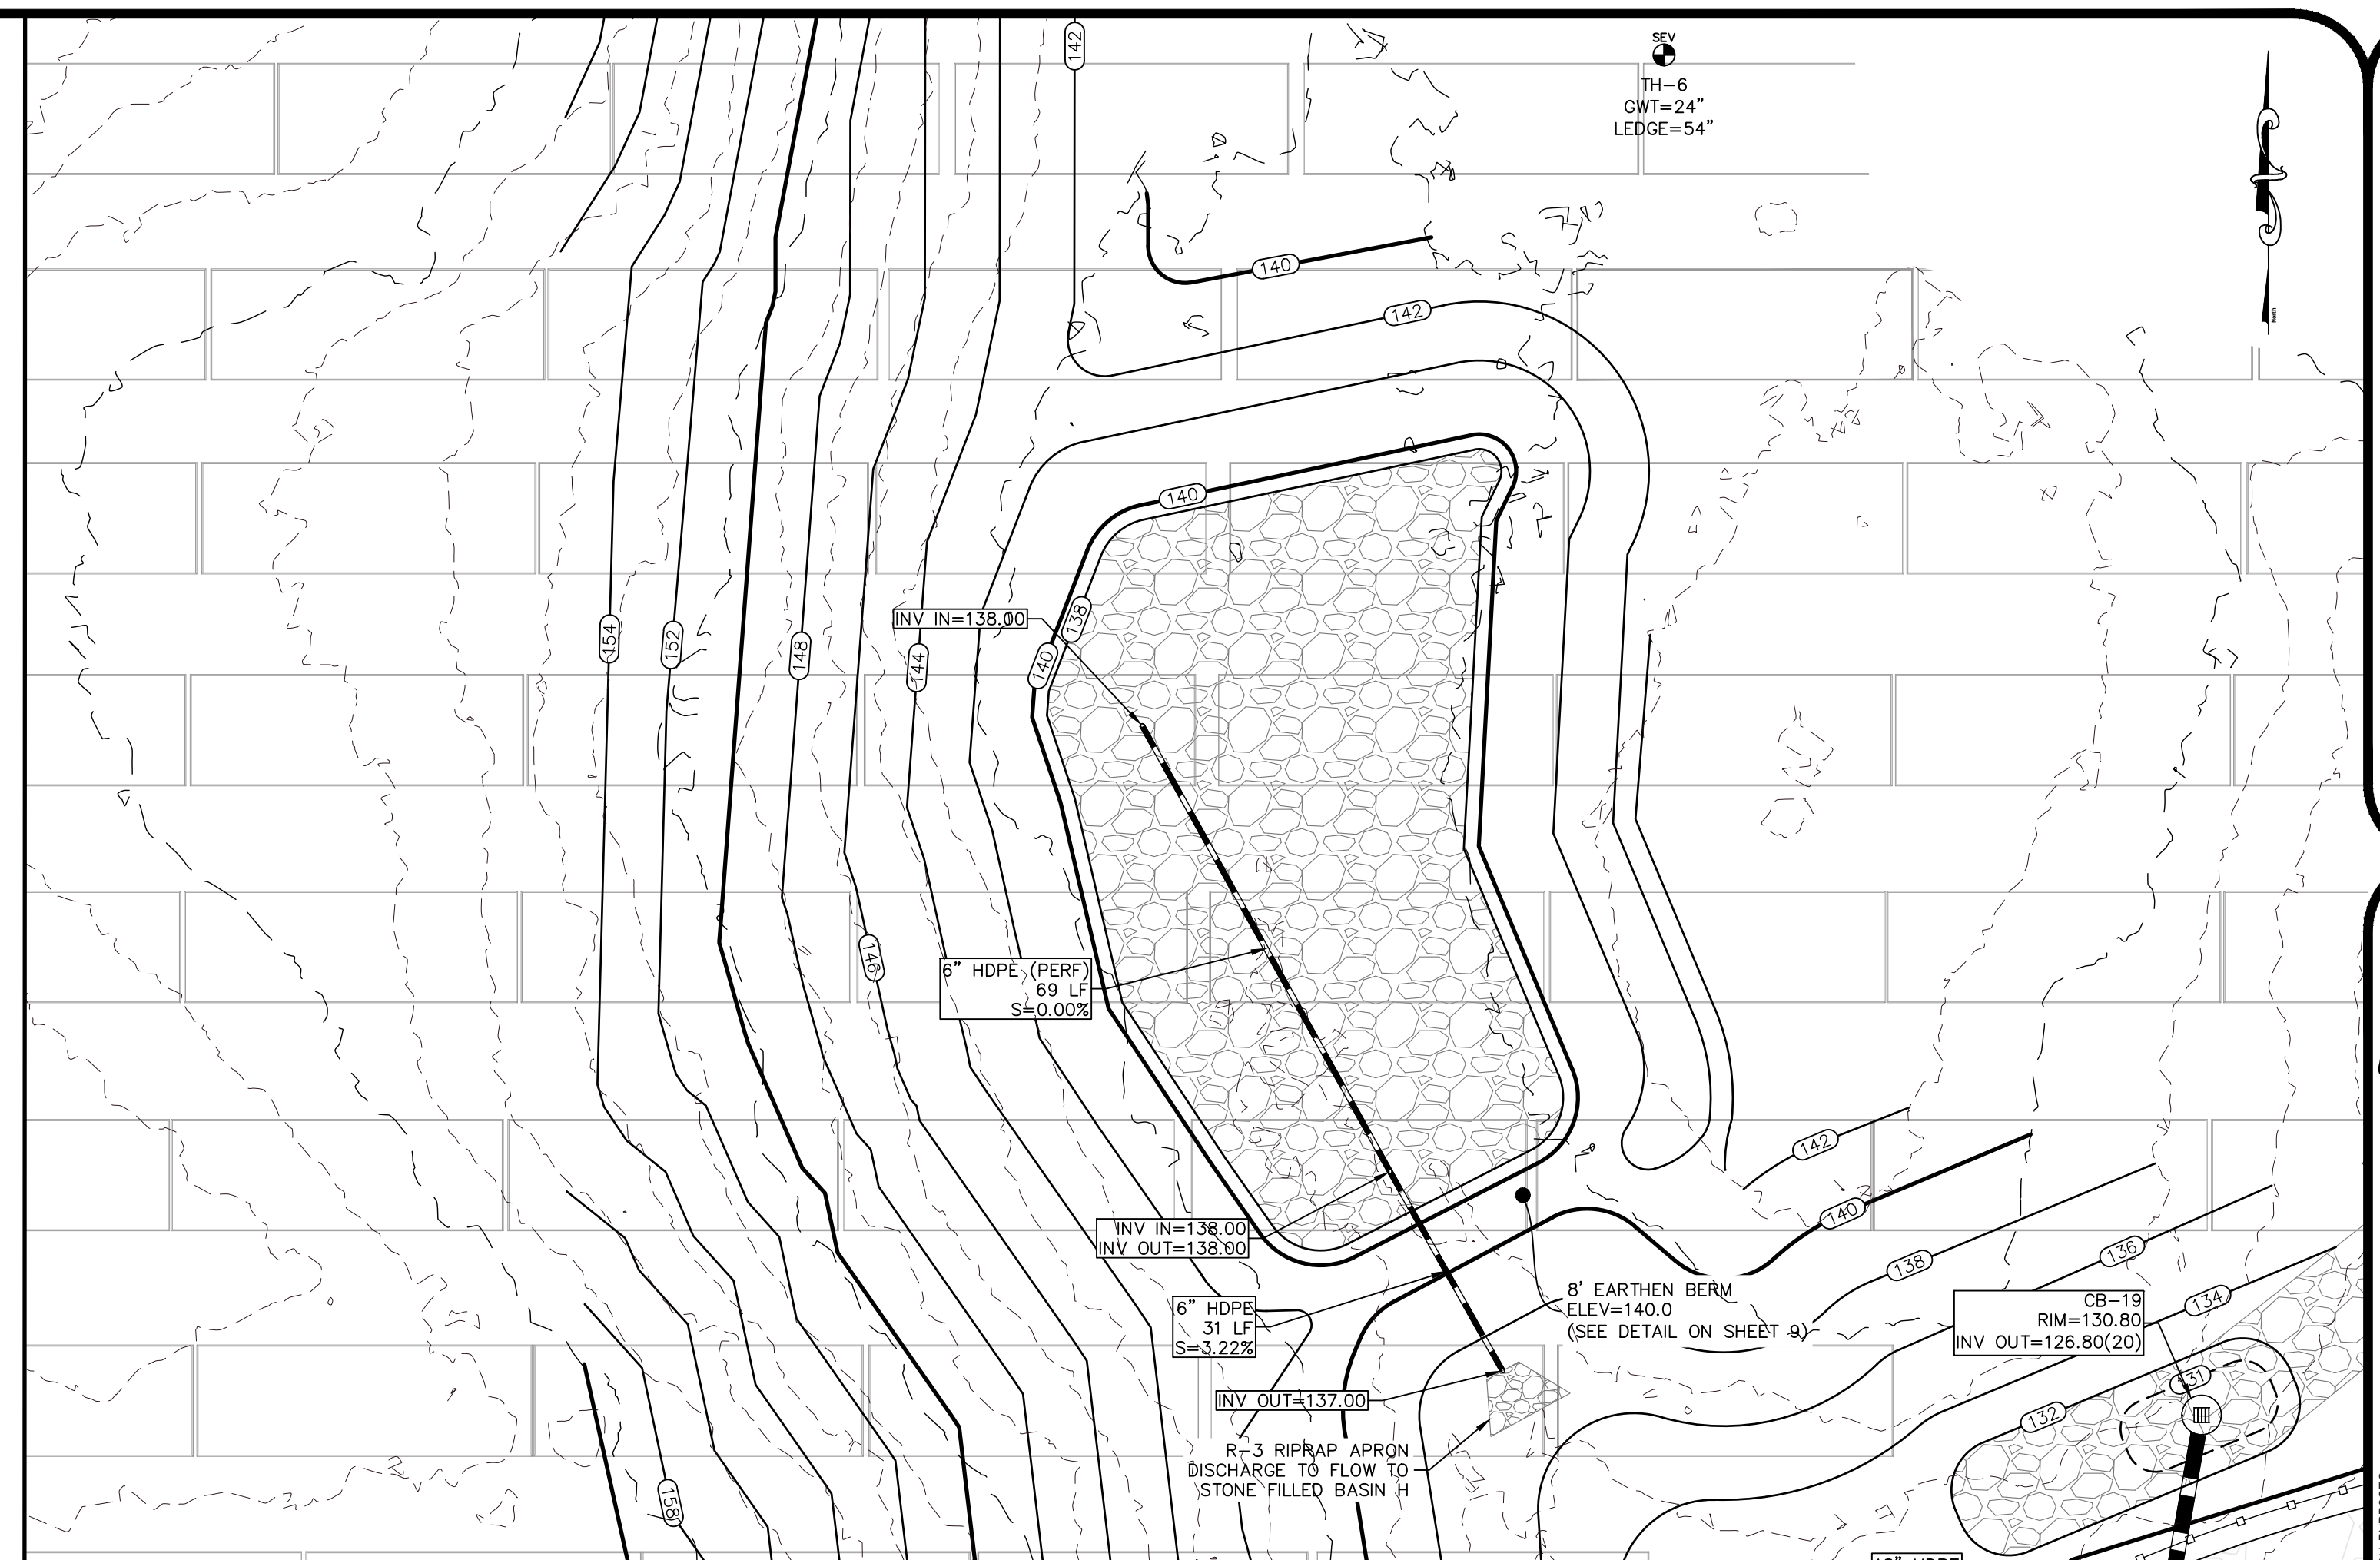 142
SEV
TH-6
GWT=24"
LEDGE=54"
North
140
142
140
INV IN=138.00
138
154
152
148
144
140
6" HDPE (PERF)
69 LF
S=0.00%
146
142
140
INV IN=138.00
INV OUT=138.00
138
136
134
8' EARTHEN BERM
ELEV=140.0
(SEE DETAIL ON SHEET 9)
6" HDPE
31 LF
S=3.22%
CB-19
RIM=130.80
INV OUT=126.80(20)
131
INV OUT=137.00
132
R-3 RIPRAP APRON
DISCHARGE TO FLOW TO
STONE FILLED BASIN H
158